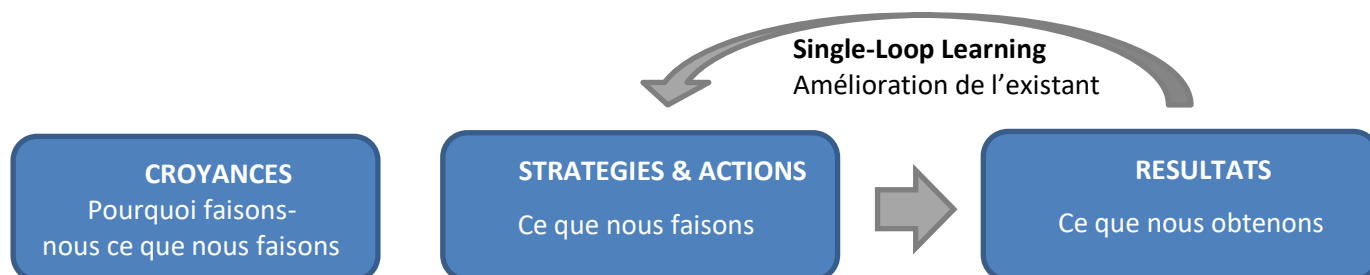 Single-Loop Learning
Amélioration de l’existant
CROYANCES
Pourquoi faisons-
nous ce que nous faisons
STRATEGIES & ACTIONS
Ce que nous faisons
RESULTATS
Ce que nous obtenons